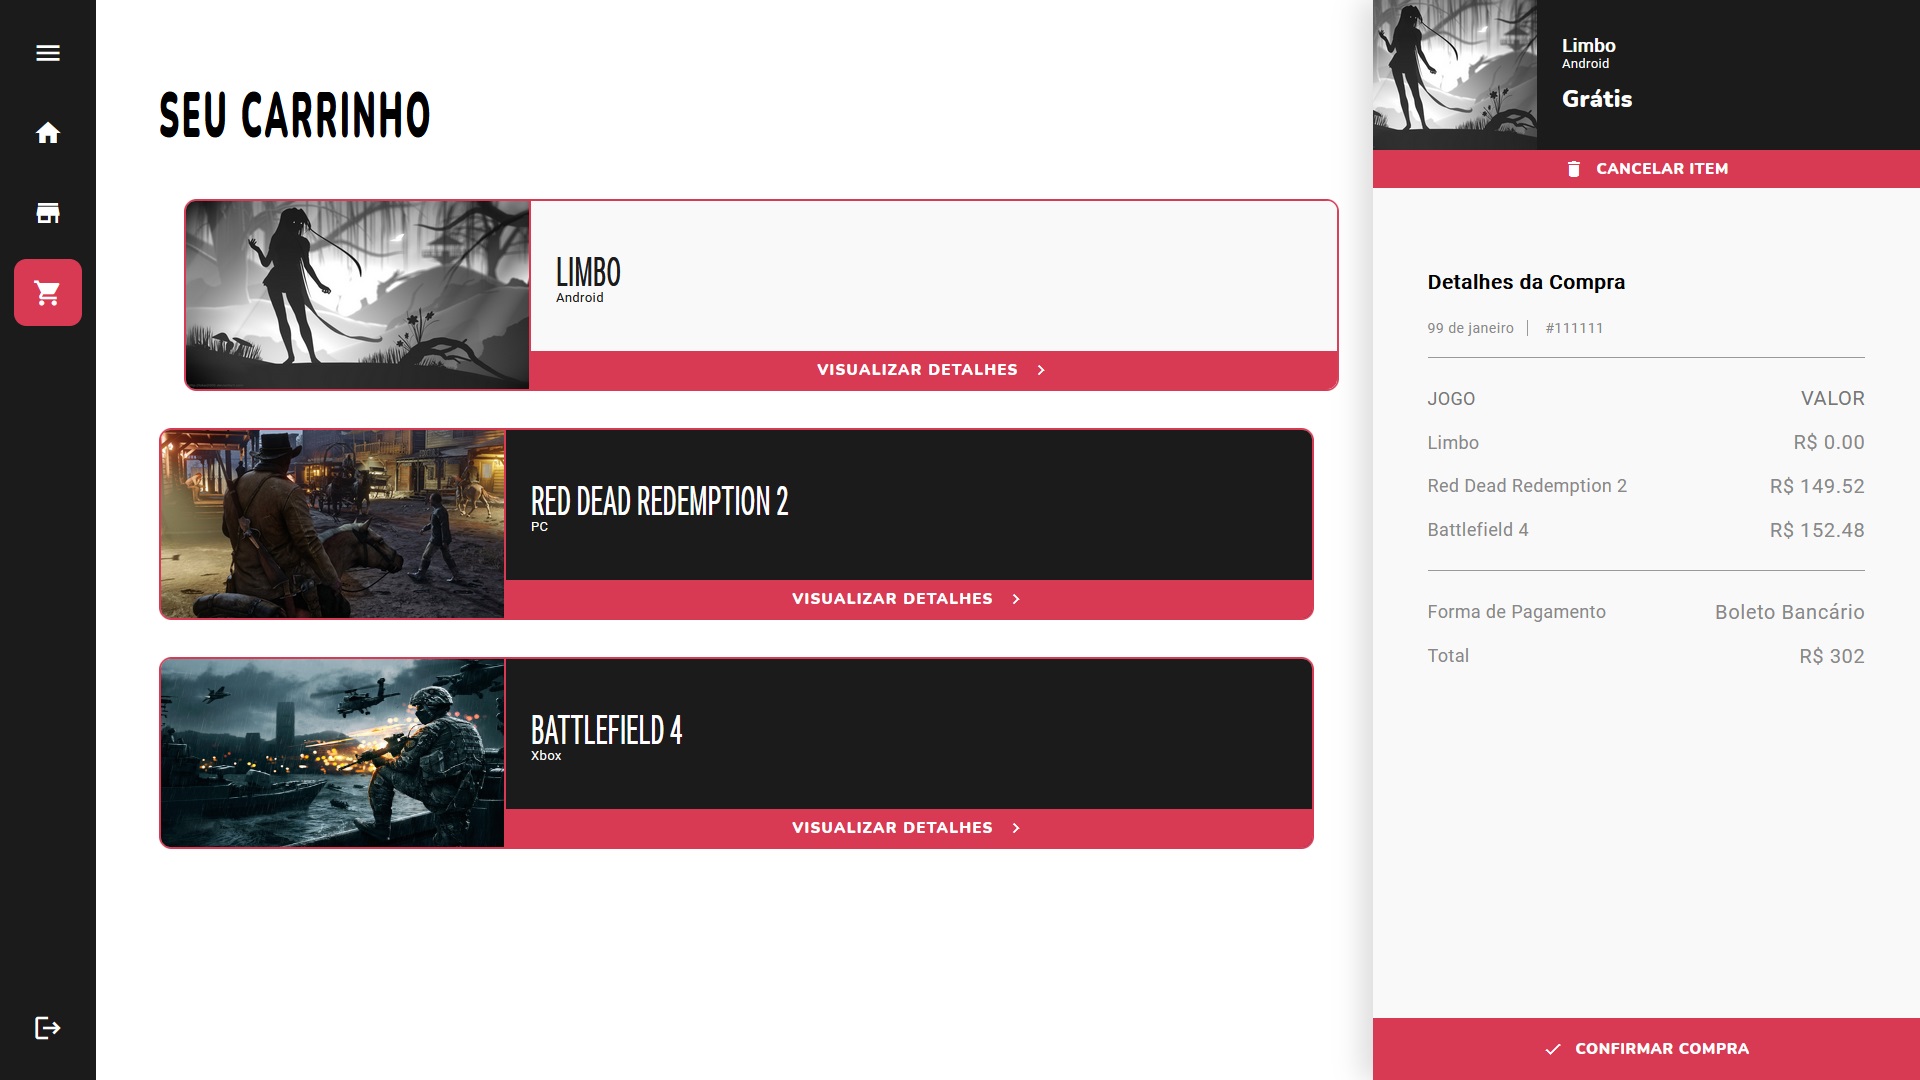 SEU CARRINHO
LIMBO
Android
VISUALIZAR DETALHES
RED DEAD REDEMPTION 2
PC
VISUALIZAR DETALHES
BATTLEFIELD 4
Xbox
VISUALIZAR DETALHES
Limbo
Android
Grátis
CANCELAR ITEM
Detalhes da Compra
99 de janeiro #111111
JOGO VALOR
Limbo R$ 0.00
Red Dead Redemption 2 R$ 149.52
Battlefield 4 R$ 152.48
Forma de Pagamento Boleto Bancário
Total R$ 302
CONFIRMAR COMPRA